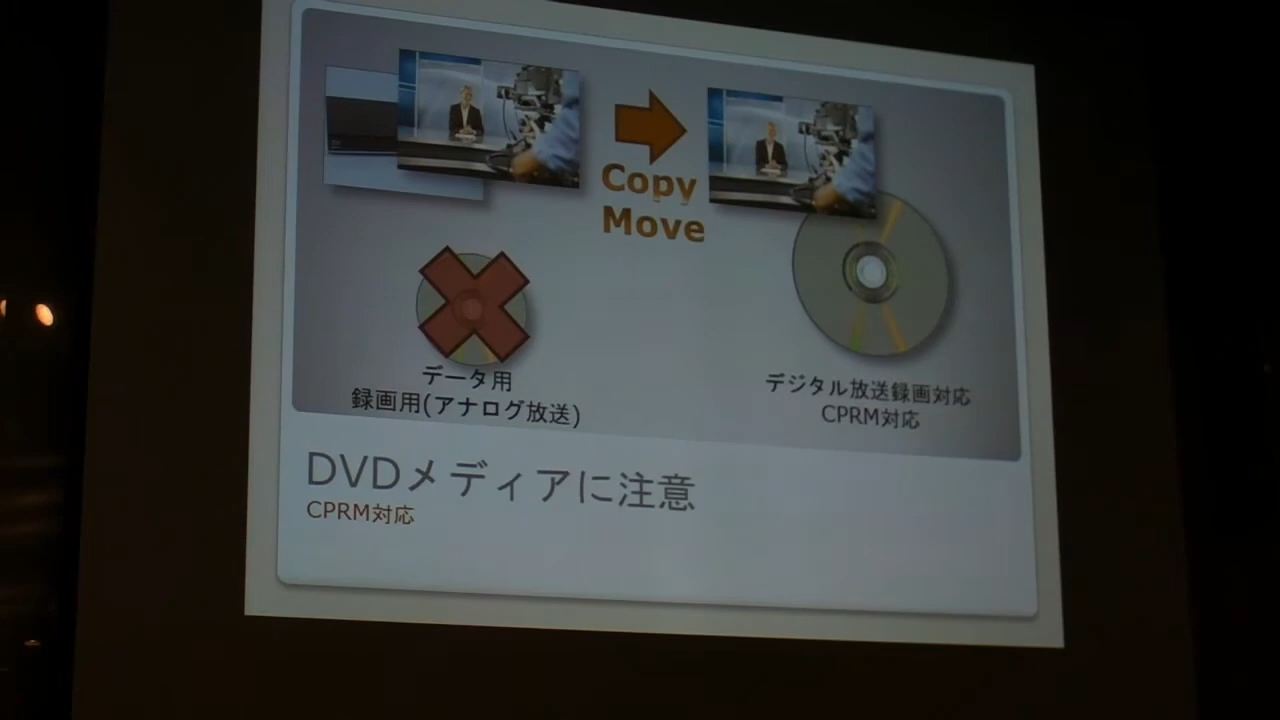 Copy
Move
データ用
録画用(アナログ放送)
デジタル放送録画対応
CPRM対応
DVDメディアに注意
CPRM対応